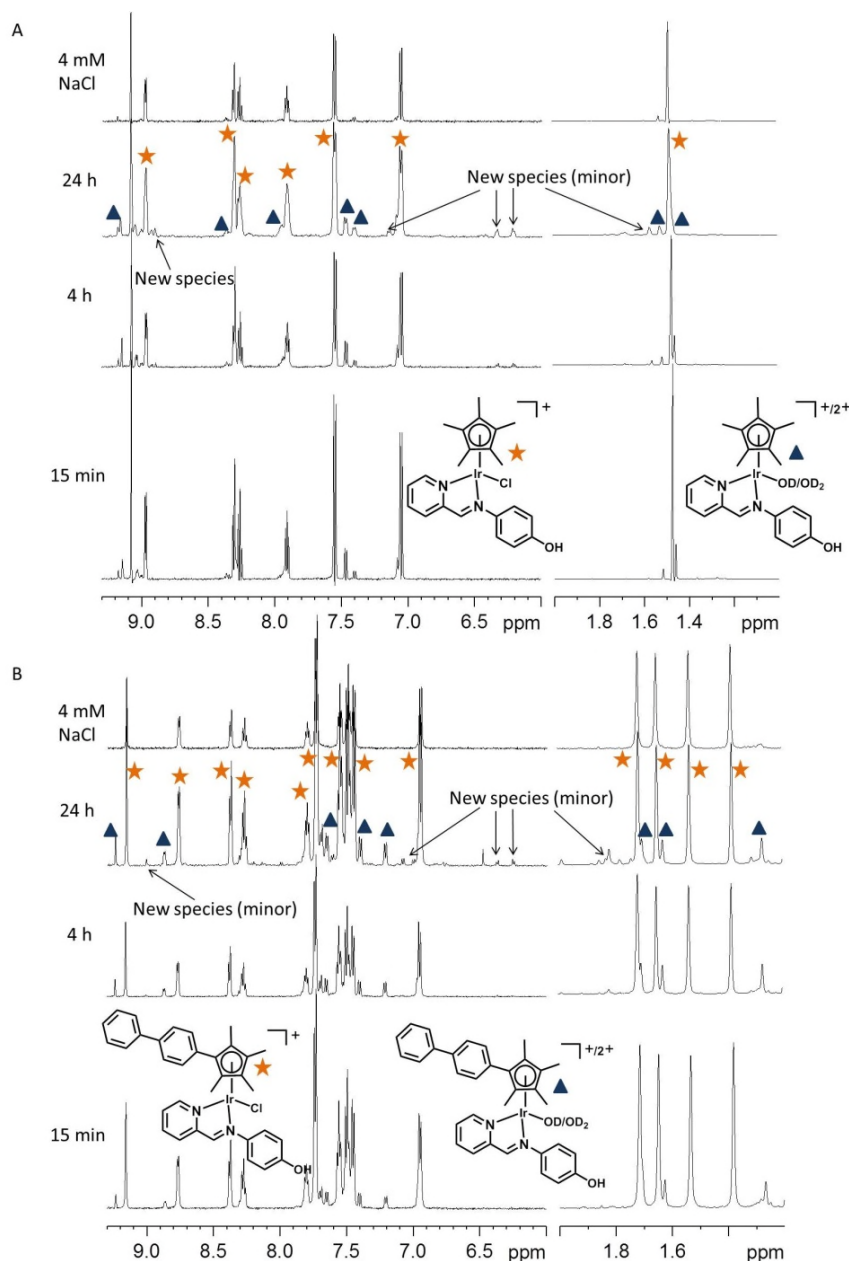 A
4 mM
NaCl
24 h
New species (minor)
New species
4 h
15 min
+
Ir
N
Cl
N
OH
+/2+
Ir
N
OD/OD2
N
OH
9.0 8.5 8.0 7.5 7.0 6.5 ppm 1.8 1.6 1.4 ppm
B
4 mM
NaCl
24 h
New species (minor)
New species (minor)
4 h
15 min
+
Ir
N
Cl
N
OH
+/2+
Ir
N
OD/OD2
N
OH
9.0 8.5 8.0 7.5 7.0 6.5 ppm 1.8 1.6 ppm